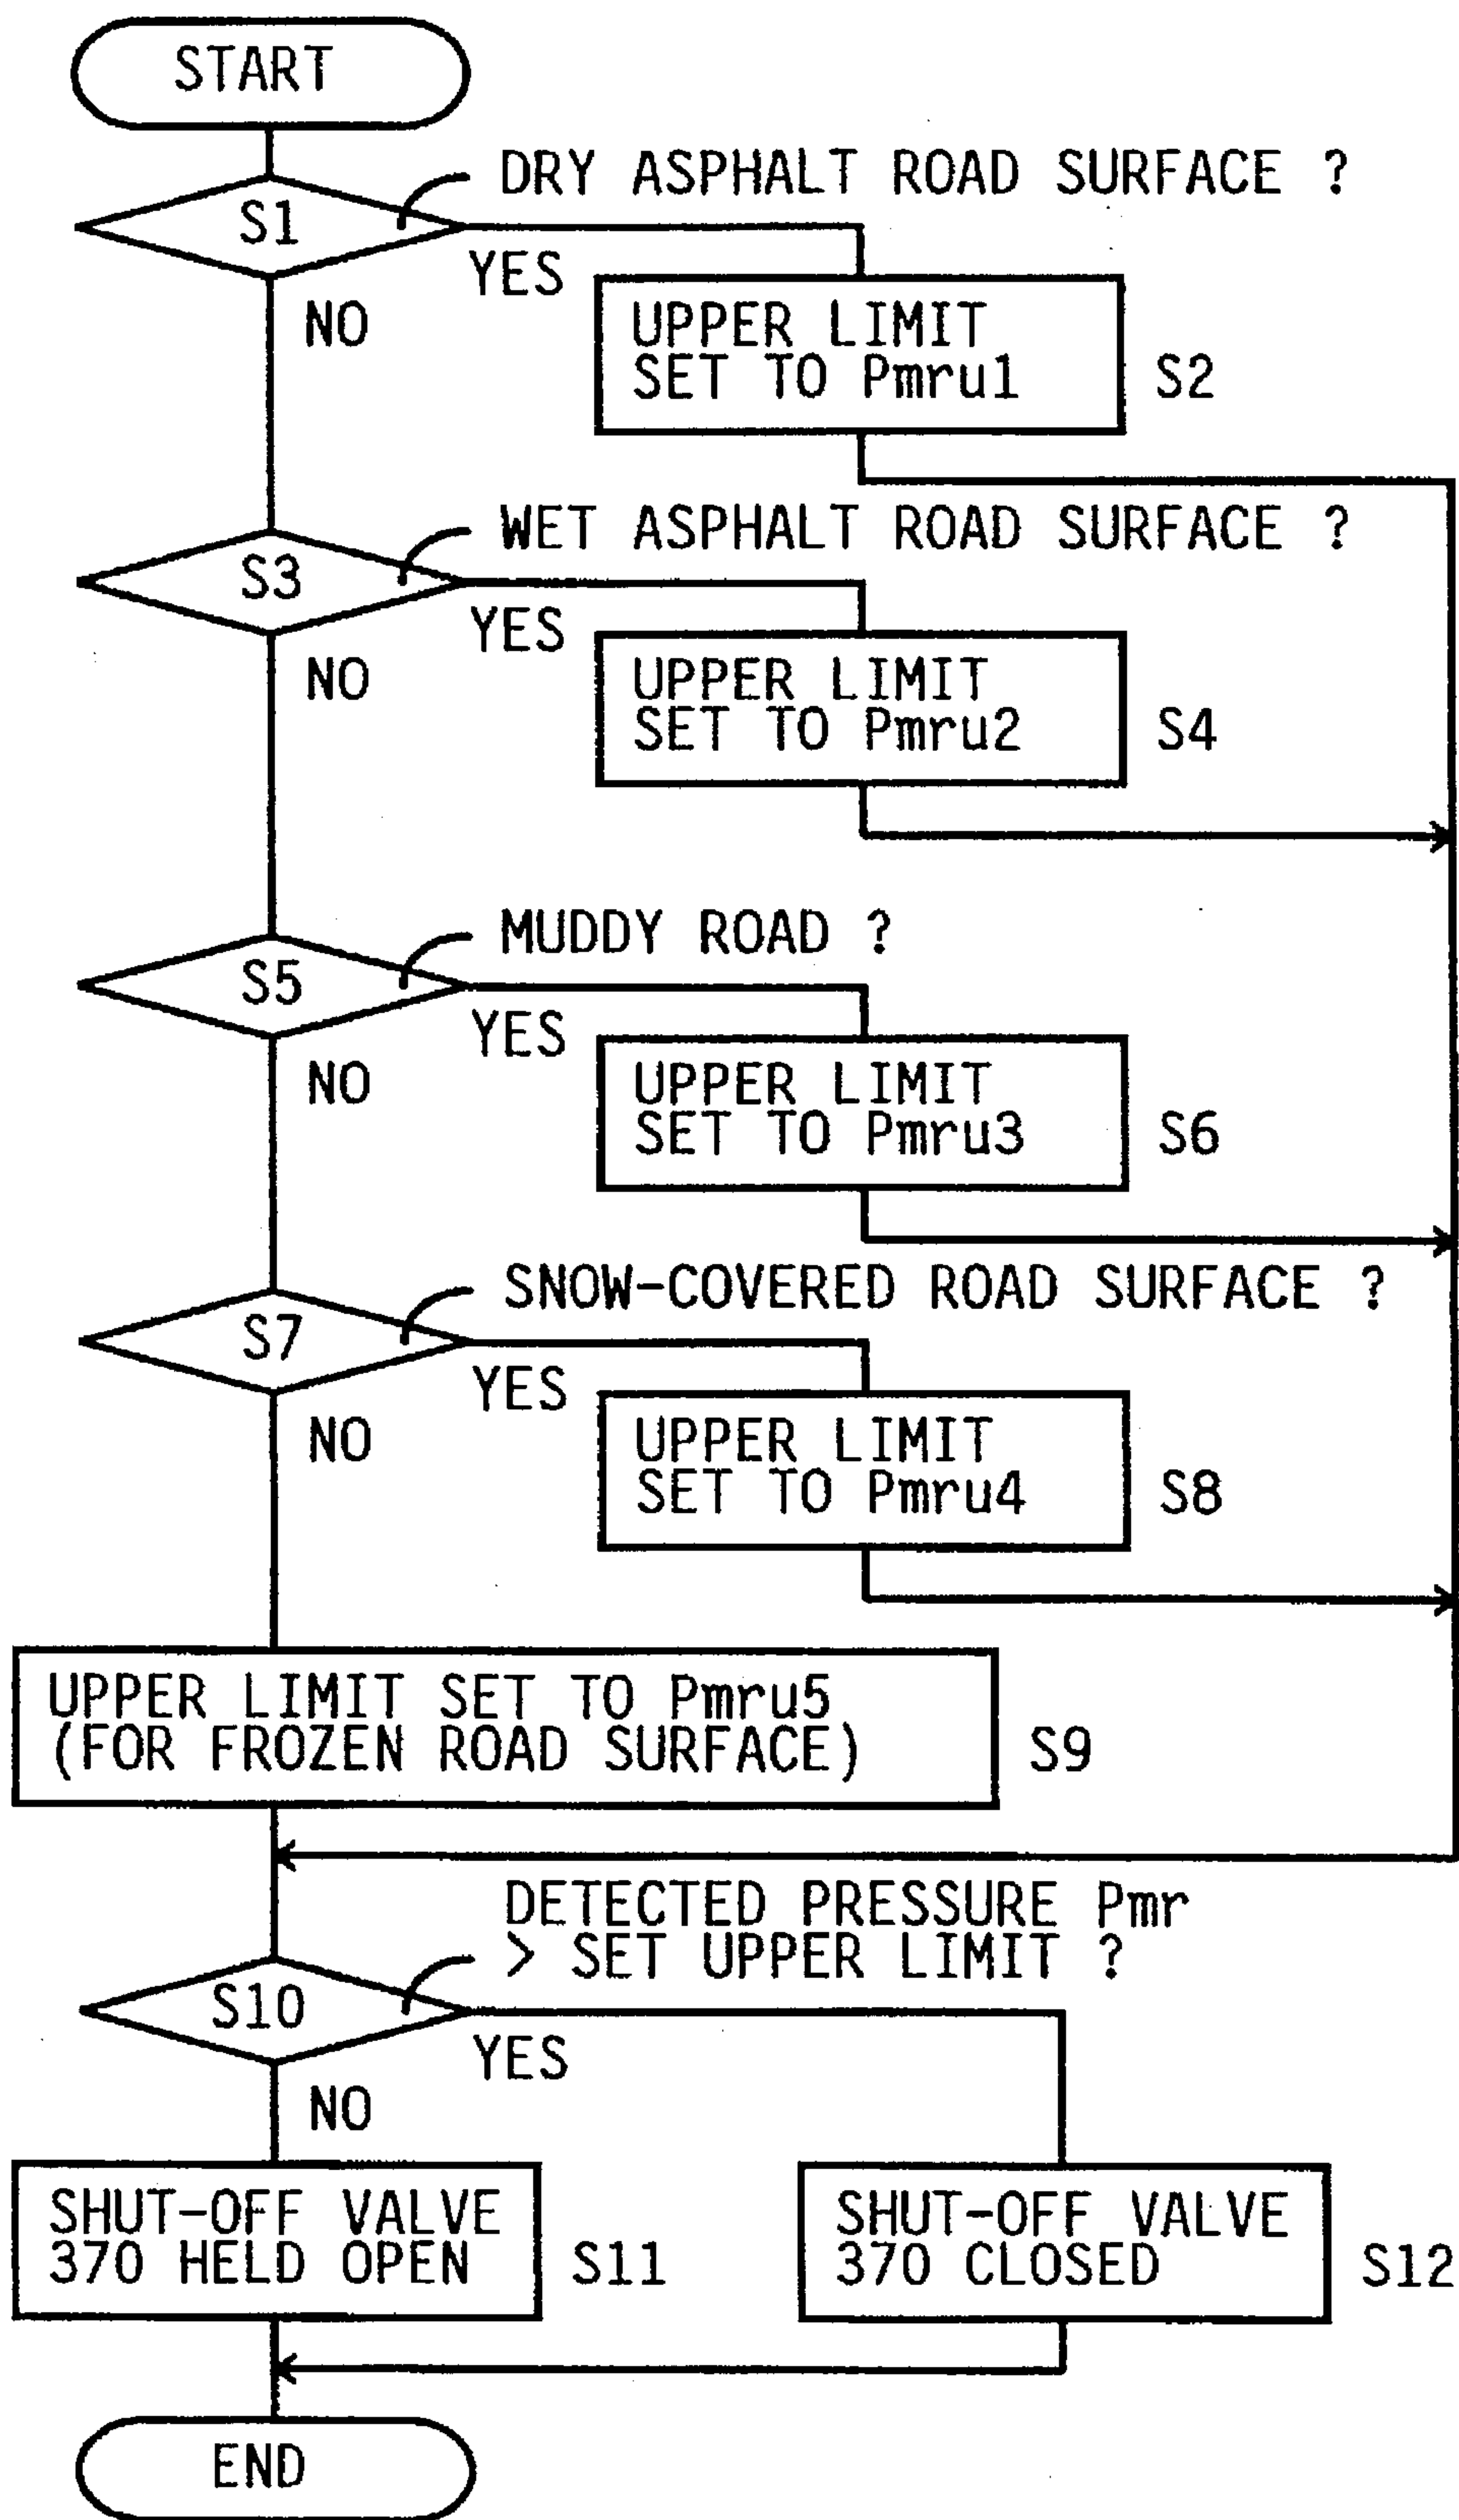 START
DRY ASPHALT ROAD SURFACE ?
S1
YES
NO
UPPER LIMIT
SET TO Pmru1
S2
WET ASPHALT ROAD SURFACE ?
S3
YES
NO
UPPER LIMIT
SET TO Pmru2
S4
MUDDY ROAD ?
S5
YES
NO
UPPER LIMIT
SET TO Pmru3
S6
SNOW-COVERED ROAD SURFACE ?
S7
YES
NO
UPPER LIMIT
SET TO Pmru4
S8
UPPER LIMIT SET TO Pmru5
(FOR FROZEN ROAD SURFACE)
S9
DETECTED PRESSURE Pmr
> SET UPPER LIMIT ?
S10
YES
NO
SHUT-OFF VALVE
370 HELD OPEN
S11
SHUT-OFF VALVE
370 CLOSED
S12
END